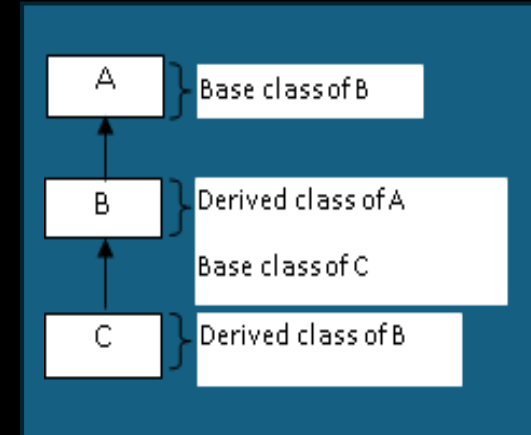 A
Base class of B
B
Derived class of A
Base class of C
C
Derived class of B